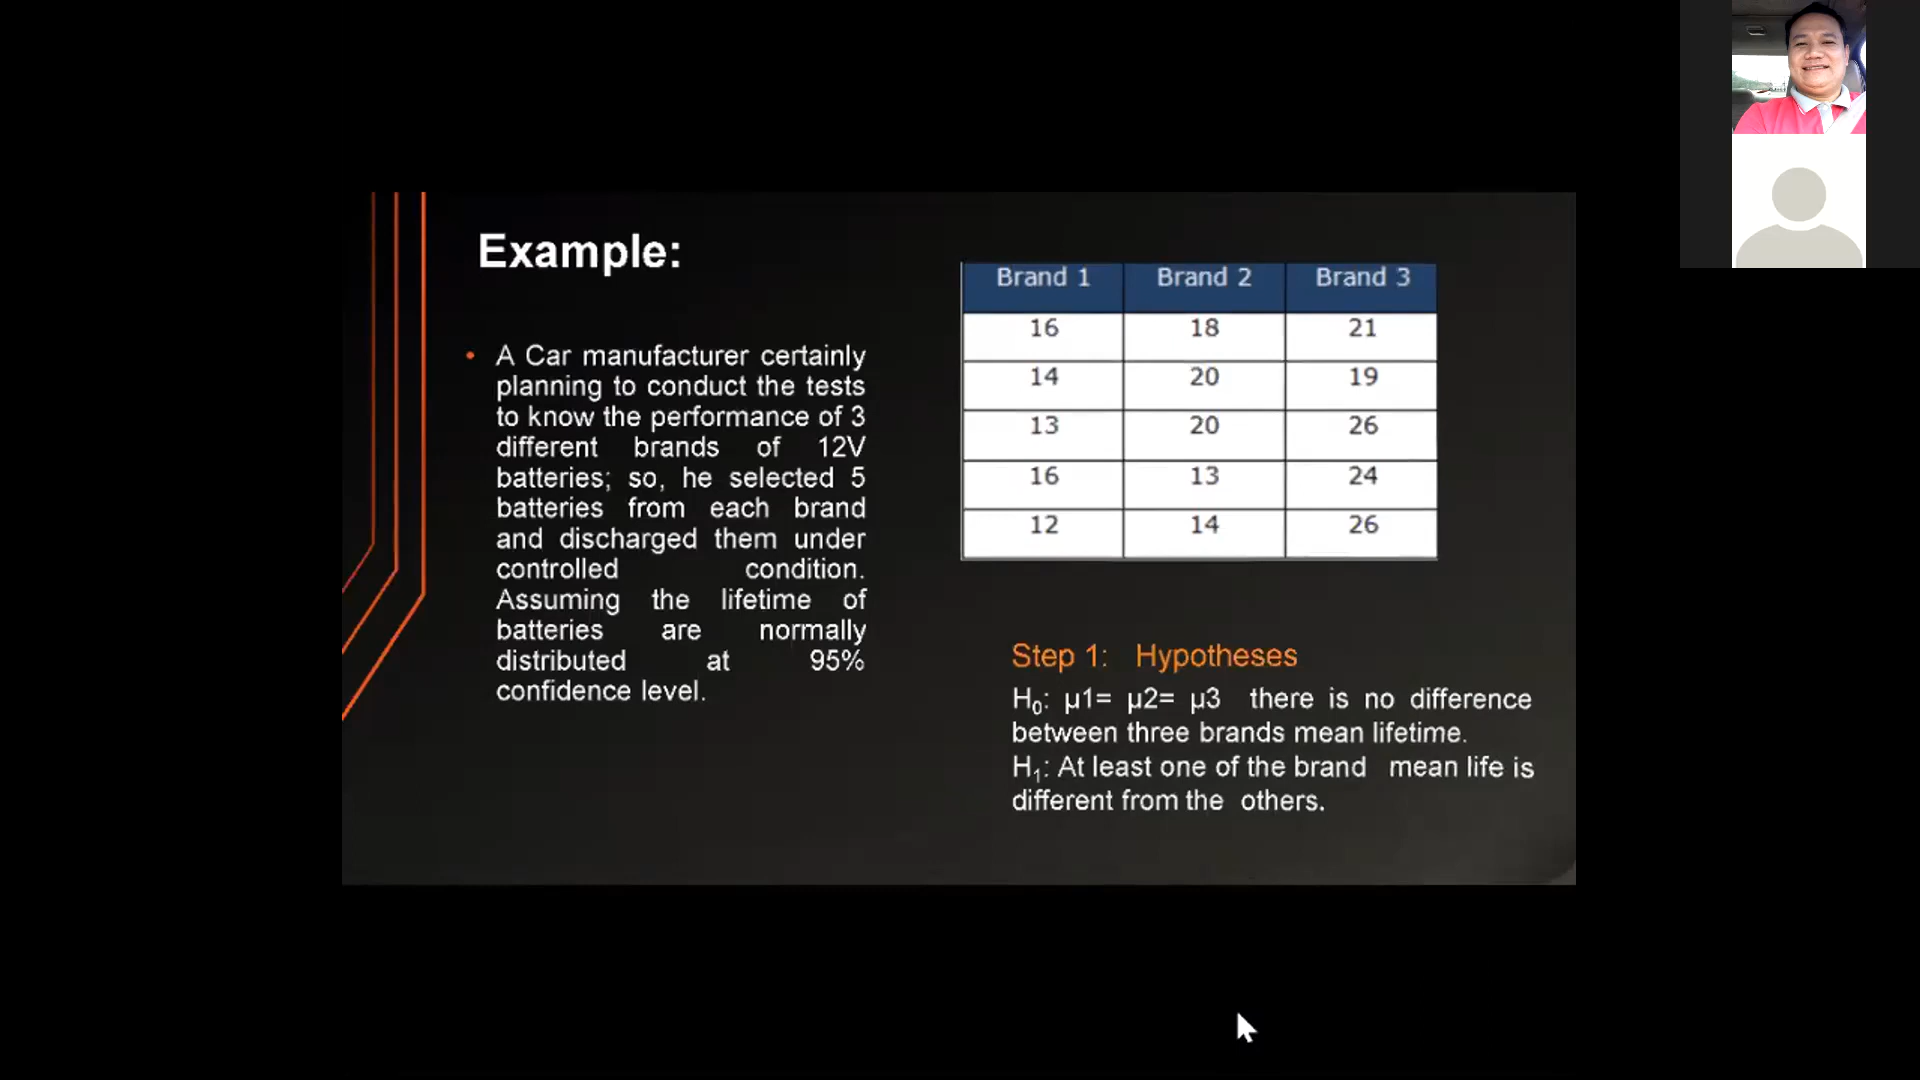 Example:
• A Car manufacturer certainly
planning to conduct the tests
to know the performance of 3
different brands of 12V
batteries; so, he selected 5
batteries from each brand
and discharged them under
controlled condition.
Assuming the lifetime of
batteries are normally
distributed at 95%
confidence level.
Brand 1 Brand 2 Brand 3
16 18 21
14 20 19
13 20 26
16 13 24
12 14 26
Step 1: Hypotheses
H₀: µ1= µ2= µ3 there is no difference
between three brands mean lifetime.
H₁: At least one of the brand mean life is
different from the others.